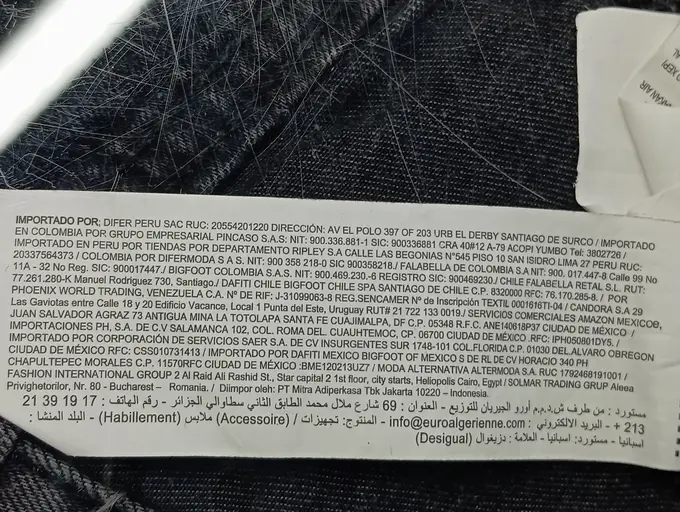 IMPORTADO POR; DIFER PERU SAC RUC: 20554201220 DIRECCIÓN: AV EL POLO 397 OF 203 URB EL DERBY SANTIAGO DE SURCO / IMPORTADO
EN COLOMBIA POR GRUPO EMPRESARIAL PINCASO S.A.S: NIT: 900.336.881-1 SIC: 900336881 CRA 40#12 A-79 ACOPI YUMBO Tel: 3802726 /
IMPORTADO EN PERU POR TIENDAS POR DEPARTAMENTO RIPLEY S.A CALLE LAS BEGONIAS N°545 PISO 10 SAN ISIDRO LIMA 27 PERU RUC:
20337564373 / COLOMBIA POR DIFERMODA S A S. NIT: 900 358 218-0 SIC 900358218./ FALABELLA DE COLOMBIA S.A NIT: 900. 017.447-8 Calle 99 No
11A - 32 No Reg. SIC: 900017447./ BIGFOOT COLOMBIA S.A.S. NIT: 900.469.230-6 REGISTRO SIC: 900469230./ CHILE FALABELLA RETAL S.L. RUT:
77.261.280-K Manuel Rodriguez 730, Santiago./ DAFITI CHILE BIGFOOT CHILE SPA SANTIAGO DE CHILE C.P. 8320000 RFC: 76.170.285-8. / POR
PHOENIX WORLD TRADING, VENEZUELA C.A. Nº DE RIF: J-31099063-8 REG.SENCAMER Nº de Inscripción TEXTIL 0001616TI-04 / CANDORA S.A 29
Las Gaviotas entre Calle 18 y 20 Edificio Vacance, Local 1 Punta del Este, Uruguay RUT# 21 722 133 0019./ SERVICIOS COMERCIALES AMAZON MEXICOE,
JUAN SALVADOR AGRAZ 73 ANTIGUA MINA LA TOTOLAPA SANTA FE CUAJIMALPA, DF C.P. 05348 R.F.C. ANE140618P37 CIUDAD DE MÉXICO /
IMPORTACIONES PH, S.A. DE C.V SALAMANCA 102, COL. ROMA DEL. CUAUHTEMOC, CP. 06700 CIUDAD DE MÉXICO .RFC: IPH050801DY5. /
IMPORTADO POR CORPORACIÓN DE SERVICIOS SAER S.A. DE CV INSURGENTES SUR 1748-101 COL.FLORIDA C.P. 01030 DEL.ALVARO OBREGON
CIUDAD DE MÉXICO RFC: CSS010731413 / IMPORTADO POR DAFITI MEXICO BIGFOOT OF MEXICO S DE RL DE CV HORACIO 340 PH
CHAPULTEPEC MORALES C.P. 11570RFC CIUDAD DE MÉXICO :BME120213UZ7 / MODA ALTERNATIVA ALTERMODA S.A. RUC 1792468191001 /
FASHION INTERNATIONAL GROUP 2 Al Raid Ali Rashid St., Star capital 2 1st floor, city starts, Heliopolis Cairo, Egypt / SOLMAR TRADING GRUP Aleea
Privighetorilor, Nr. 80 - Bucharest – Romania. / Diimpor oleh: PT Mitra Adiperkasa Tbk Jakarta 10220 – Indonesia.
مستورد : من طرف ش.ذ.م.م أورو الجيريان للتوزيع - العنوان : 69 شارع ملال محمد الطابق الثاني سطاوالي الجزائر - رقم الهاتف : 17 19 39 21
213 + - البريد الالكتروني : info@euroalgerienne.com - المنتوج: تجهيزات / (Accessoire) ملابس (Habillement) - البلد المنشا :
اسبانيا - مستورد: اسبانيا - العلامة: دزيغوال (Desigual)